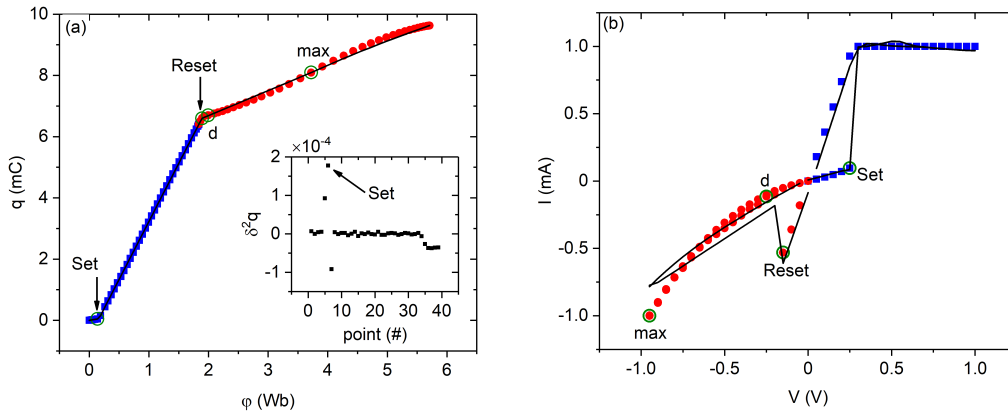 (a)
q (mC)
10
8
6
4
2
0
0 1 2 3 4 5 6
φ (Wb)
Set
Reset
d
max
×10⁻⁴
2
1
0
-1
δ²q
Set
0 10 20 30 40
point (#)
(b)
I (mA)
1.0
0.5
0
-0.5
-1.0
-1.0 -0.5 0.0 0.5 1.0
V (V)
d
Set
Reset
max